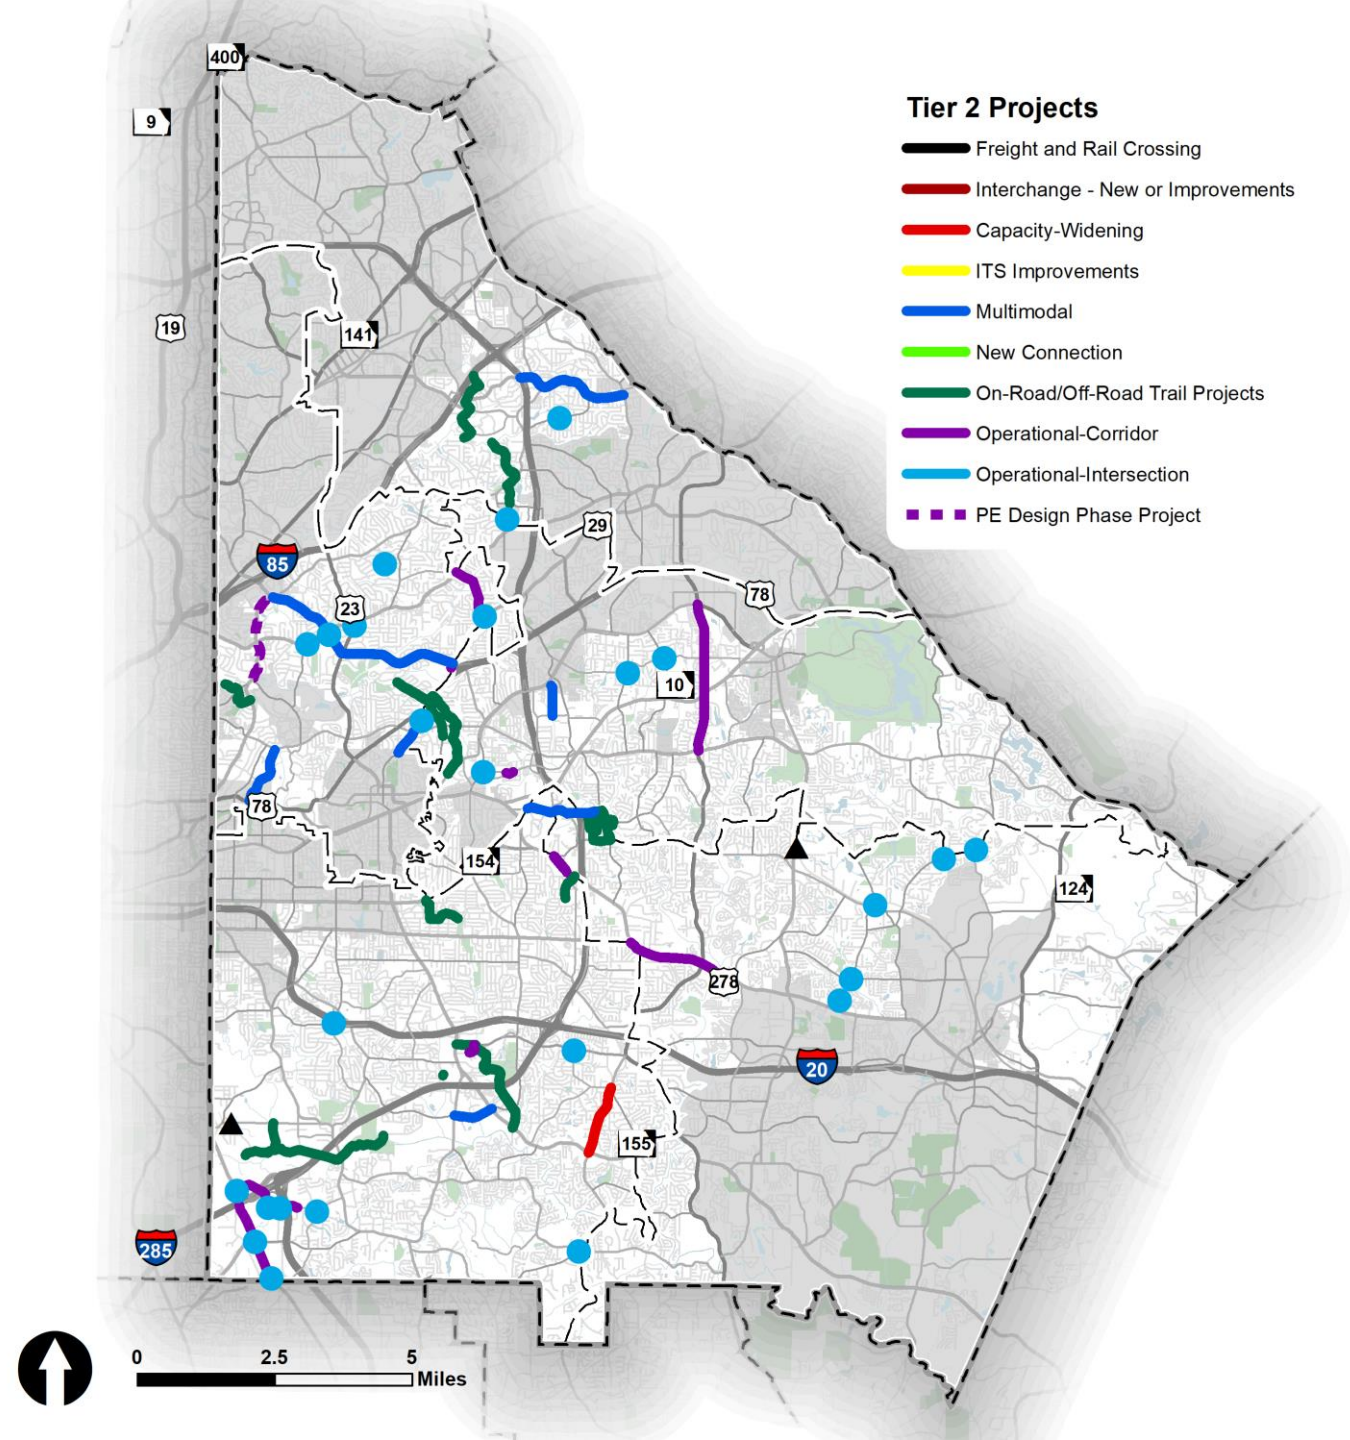 400
9
Tier 2 Projects
Freight and Rail Crossing
Interchange - New or Improvements
Capacity-Widening
ITS Improvements
Multimodal
New Connection
On-Road/Off-Road Trail Projects
Operational-Corridor
Operational-Intersection
PE Design Phase Project
19
141
29
85
78
23
10
78
154
124
278
20
155
285
0 2.5 5
Miles